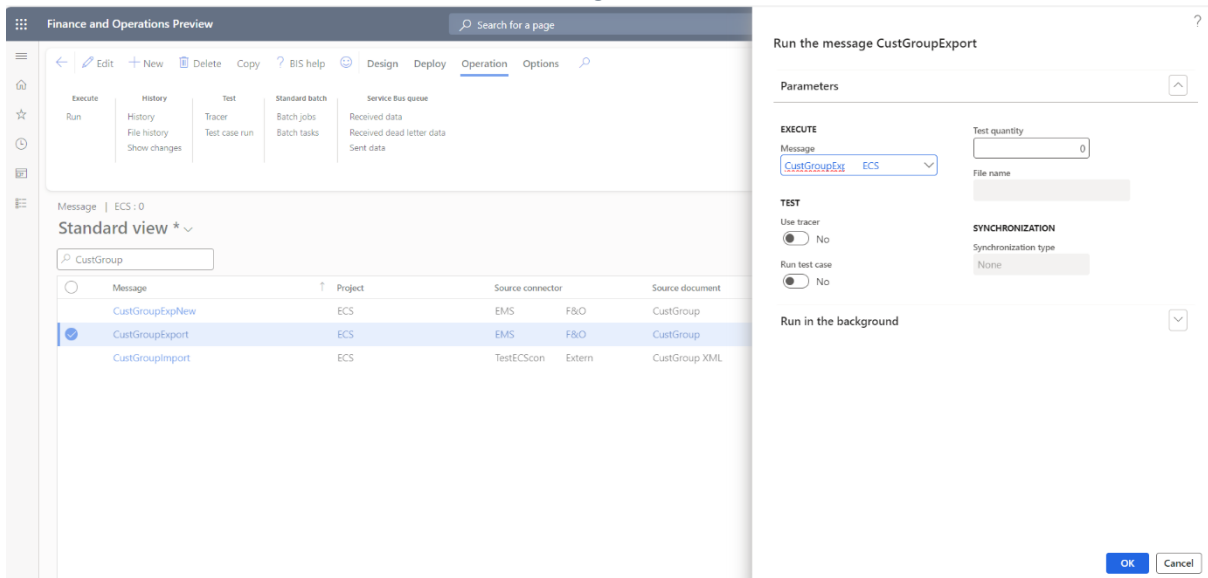 Finance and Operations Preview
Search for a page
?
Edit New Delete Copy ? BIS help Design Deploy Operation Options
Execute History Test Standard batch Service Bus queue
Run History Tracer Batch jobs Received data
File history Test case run Batch tasks Received dead letter data
Show changes Sent data
Message | ECS : 0
Standard view *
CustGroup
Message ↑ Project Source connector Source document
CustGroupExpNew ECS EMS F&O CustGroup
CustGroupExport ECS EMS F&O CustGroup
CustGroupImport ECS TestECScon Extern CustGroup XML
Run the message CustGroupExport
Parameters
EXECUTE
Message
CustGroupExp ECS
TEST
Use tracer
No
Run test case
No
Test quantity
0
File name
SYNCHRONIZATION
Synchronization type
None
Run in the background
OK Cancel